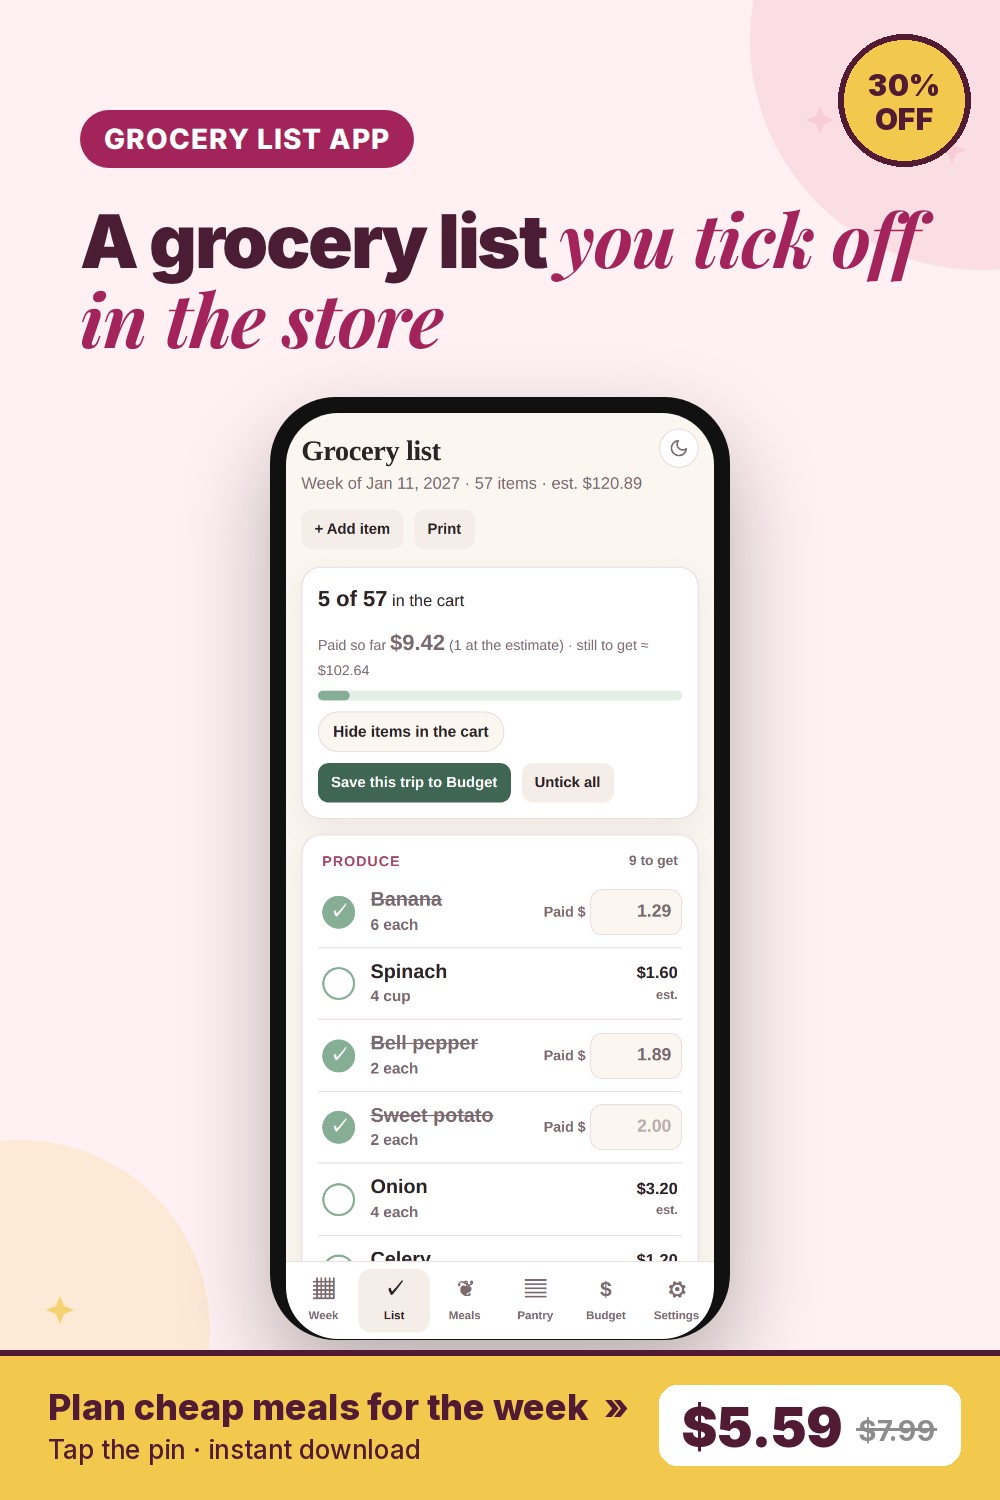 30%
OFF
GROCERY LIST APP
A grocery list you tick off
in the store
Grocery list
Week of Jan 11, 2027 · 57 items · est. $120.89
+ Add item
Print
5 of 57 in the cart
Paid so far $9.42 (1 at the estimate) · still to get ≈
$102.64
Hide items in the cart
Save this trip to Budget
Untick all
PRODUCE
9 to get
Banana
6 each
Paid $ 1.29
Spinach
4 cup
$1.60
est.
Bell pepper
2 each
Paid $ 1.89
Sweet potato
2 each
Paid $ 2.00
Onion
4 each
$3.20
est.
Celery
$1.20
Week
List
Meals
Pantry
$
Budget
Settings
Plan cheap meals for the week »
Tap the pin · instant download
$5.59 $7.99